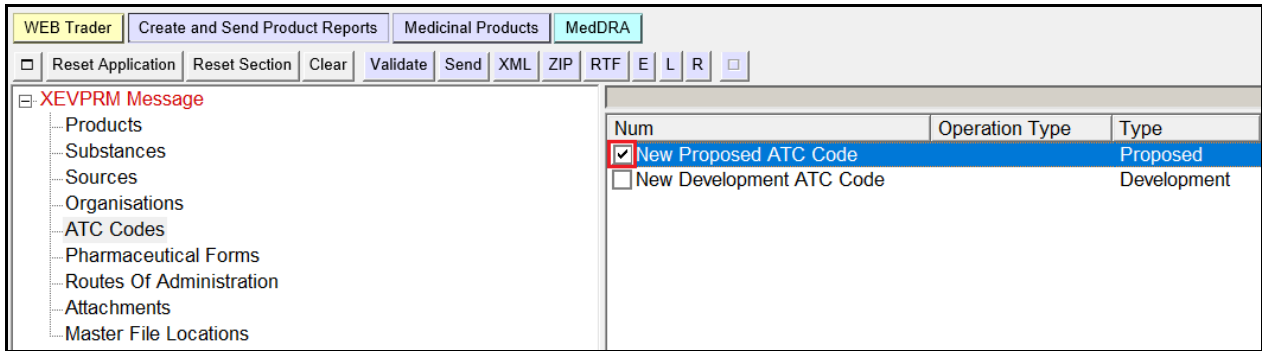 WEB Trader Create and Send Product Reports Medicinal Products MedDRA
Reset Application Reset Section Clear Validate Send XML ZIP RTF E L R
XEVPRM Message
Products
Substances
Sources
Organisations
ATC Codes
Pharmaceutical Forms
Routes Of Administration
Attachments
Master File Locations
Num Operation Type Type
New Proposed ATC Code Proposed
New Development ATC Code Development